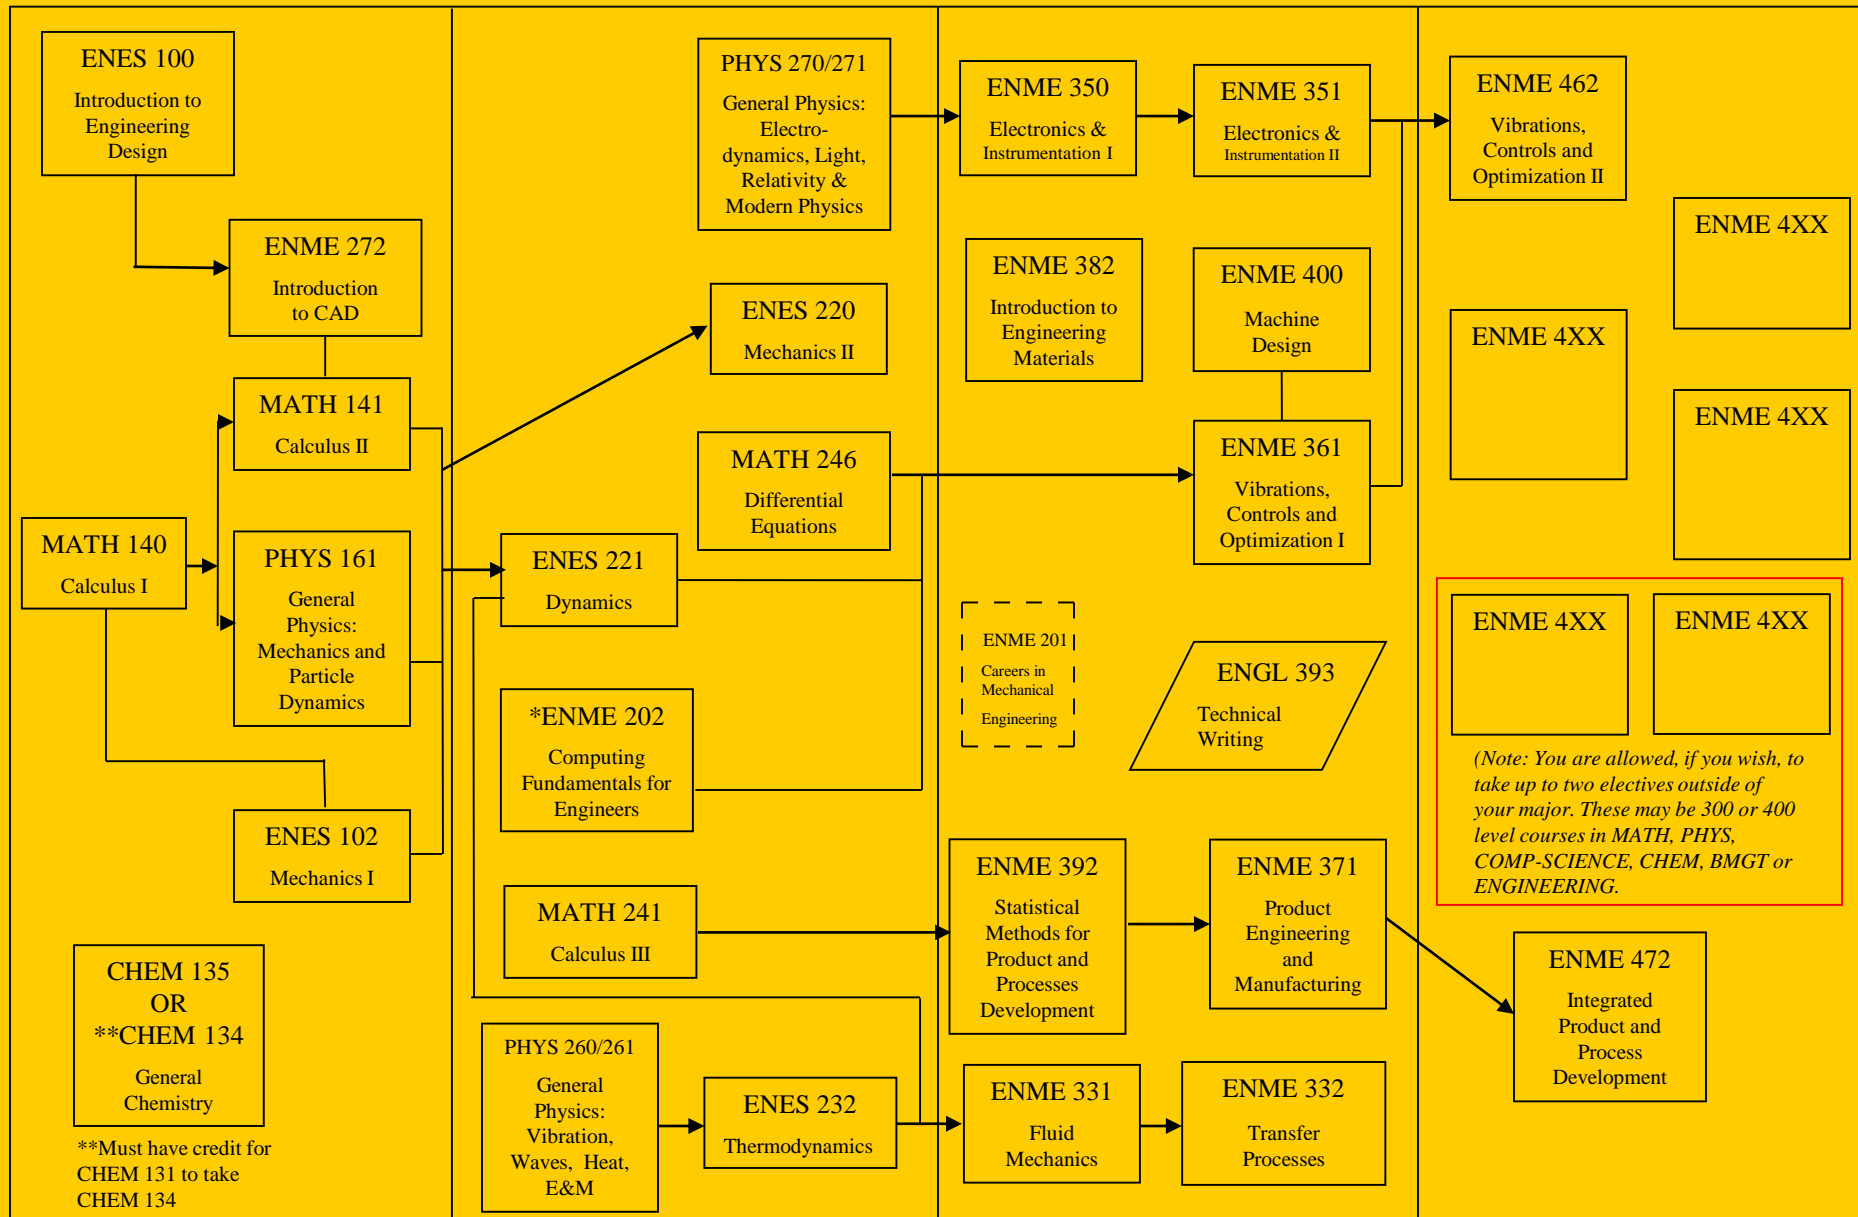 ENES 100
Introduction to
Engineering
Design
ENME 272
Introduction
to CAD
MATH 141
Calculus II
MATH 140
Calculus I
PHYS 161
General
Physics:
Mechanics and
Particle
Dynamics
ENES 102
Mechanics I
CHEM 135
OR
**CHEM 134
General
Chemistry
**Must have credit for
CHEM 131 to take
CHEM 134
PHYS 270/271
General Physics:
Electro-
dynamics, Light,
Relativity &
Modern Physics
ENES 220
Mechanics II
MATH 246
Differential
Equations
ENES 221
Dynamics
*ENME 202
Computing
Fundamentals for
Engineers
MATH 241
Calculus III
PHYS 260/261
General
Physics:
Vibration,
Waves, Heat,
E&M
ENES 232
Thermodynamics
ENME 350
Electronics &
Instrumentation I
ENME 351
Electronics &
Instrumentation II
ENME 382
Introduction to
Engineering
Materials
ENME 400
Machine
Design
ENME 361
Vibrations,
Controls and
Optimization I
ENME 201
Careers in
Mechanical
Engineering
ENGL 393
Technical
Writing
ENME 392
Statistical
Methods for
Product and
Processes
Development
ENME 371
Product
Engineering
and
Manufacturing
ENME 331
Fluid
Mechanics
ENME 332
Transfer
Processes
ENME 462
Vibrations,
Controls and
Optimization II
ENME 4XX
ENME 4XX
ENME 4XX
ENME 4XX
ENME 4XX
(Note: You are allowed, if you wish, to
take up to two electives outside of
your major. These may be 300 or 400
level courses in MATH, PHYS,
COMP-SCIENCE, CHEM, BMGT or
ENGINEERING.
ENME 472
Integrated
Product and
Process
Development